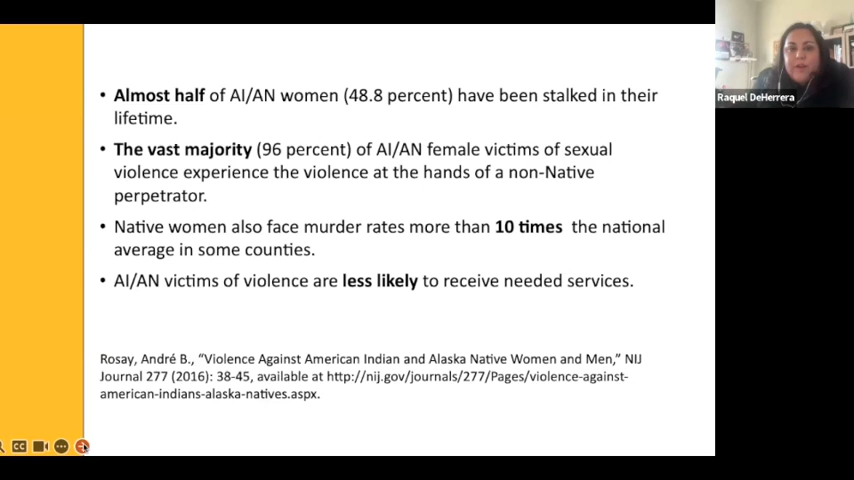 • Almost half of AI/AN women (48.8 percent) have been stalked in their
lifetime.
• The vast majority (96 percent) of AI/AN female victims of sexual
violence experience the violence at the hands of a non-Native
perpetrator.
• Native women also face murder rates more than 10 times the national
average in some counties.
• AI/AN victims of violence are less likely to receive needed services.
Rosay, André B., “Violence Against American Indian and Alaska Native Women and Men,” NIJ
Journal 277 (2016): 38-45, available at http://nij.gov/journals/277/Pages/violence-against-
american-indians-alaska-natives.aspx.
Raquel DeHerrera
CC